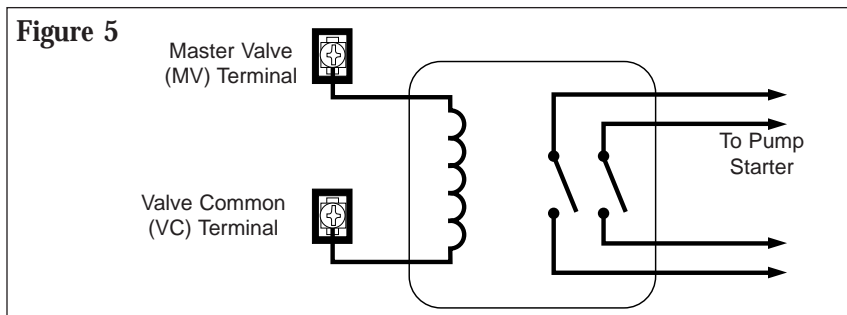 Figure 5
Master Valve
(MV) Terminal
To Pump
Starter
Valve Common
(VC) Terminal